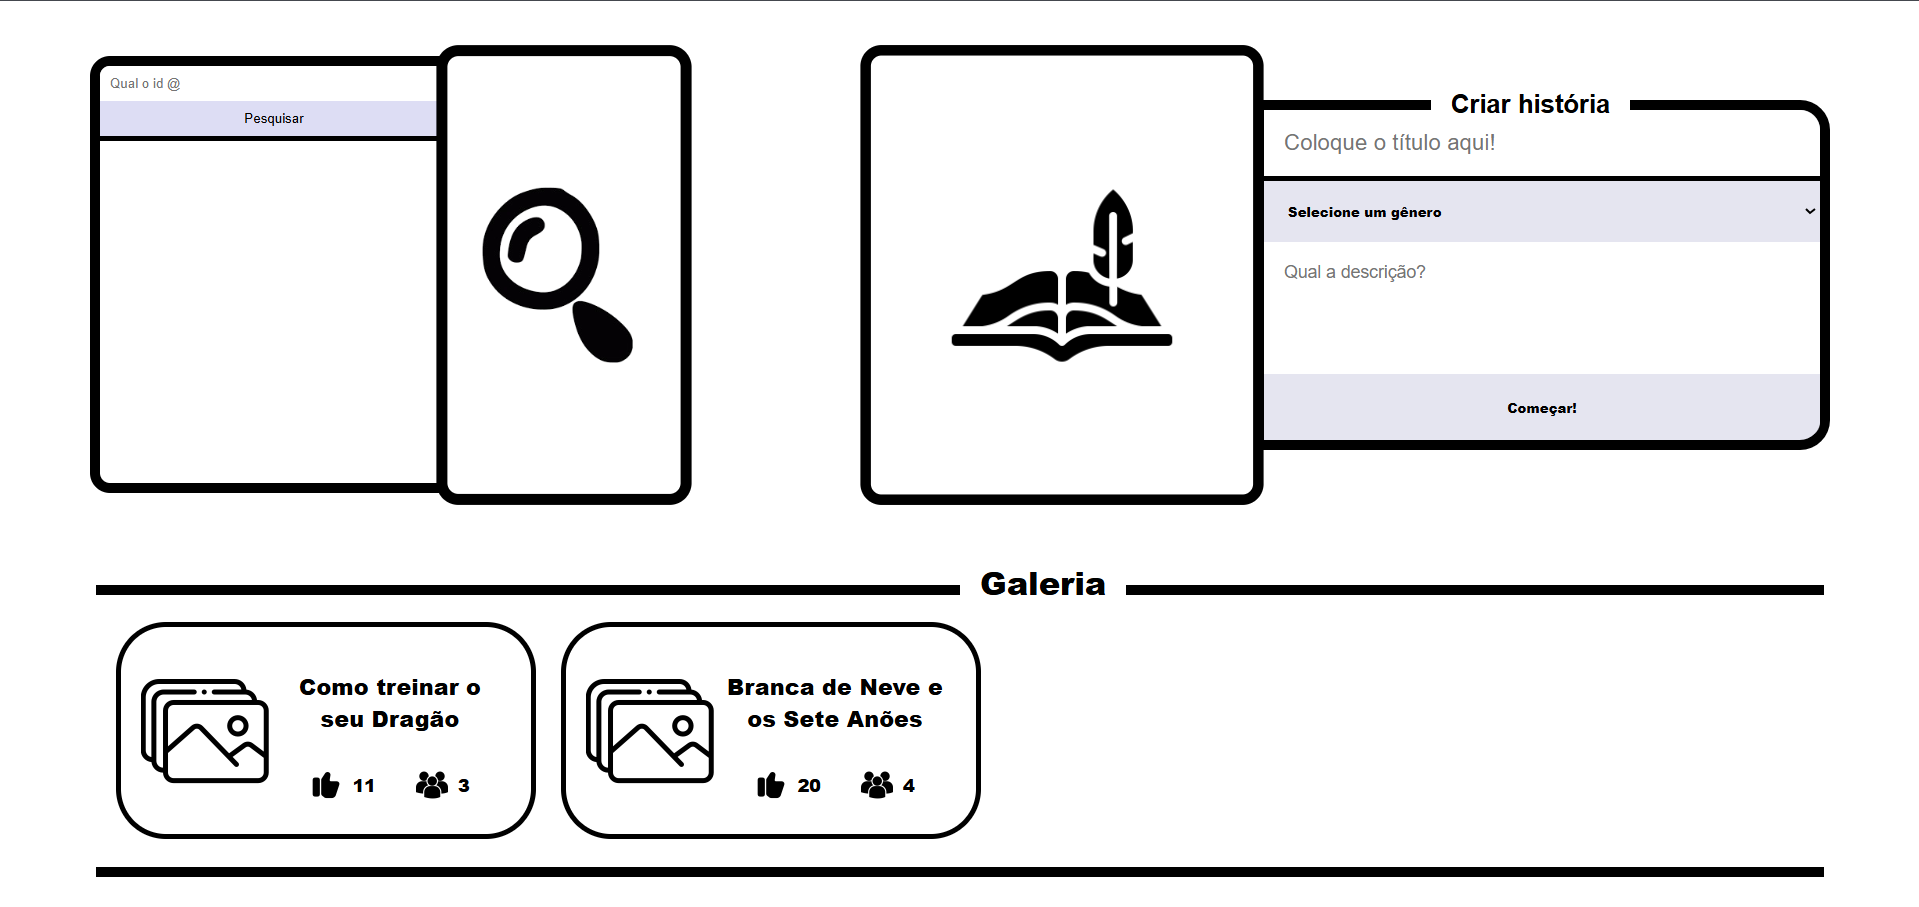 Qual o id @
Pesquisar
Criar história
Coloque o título aqui!
Selecione um gênero
Qual a descrição?
Começar!
Galeria
Como treinar o
seu Dragão
11 3
Branca de Neve e
os Sete Anões
20 4